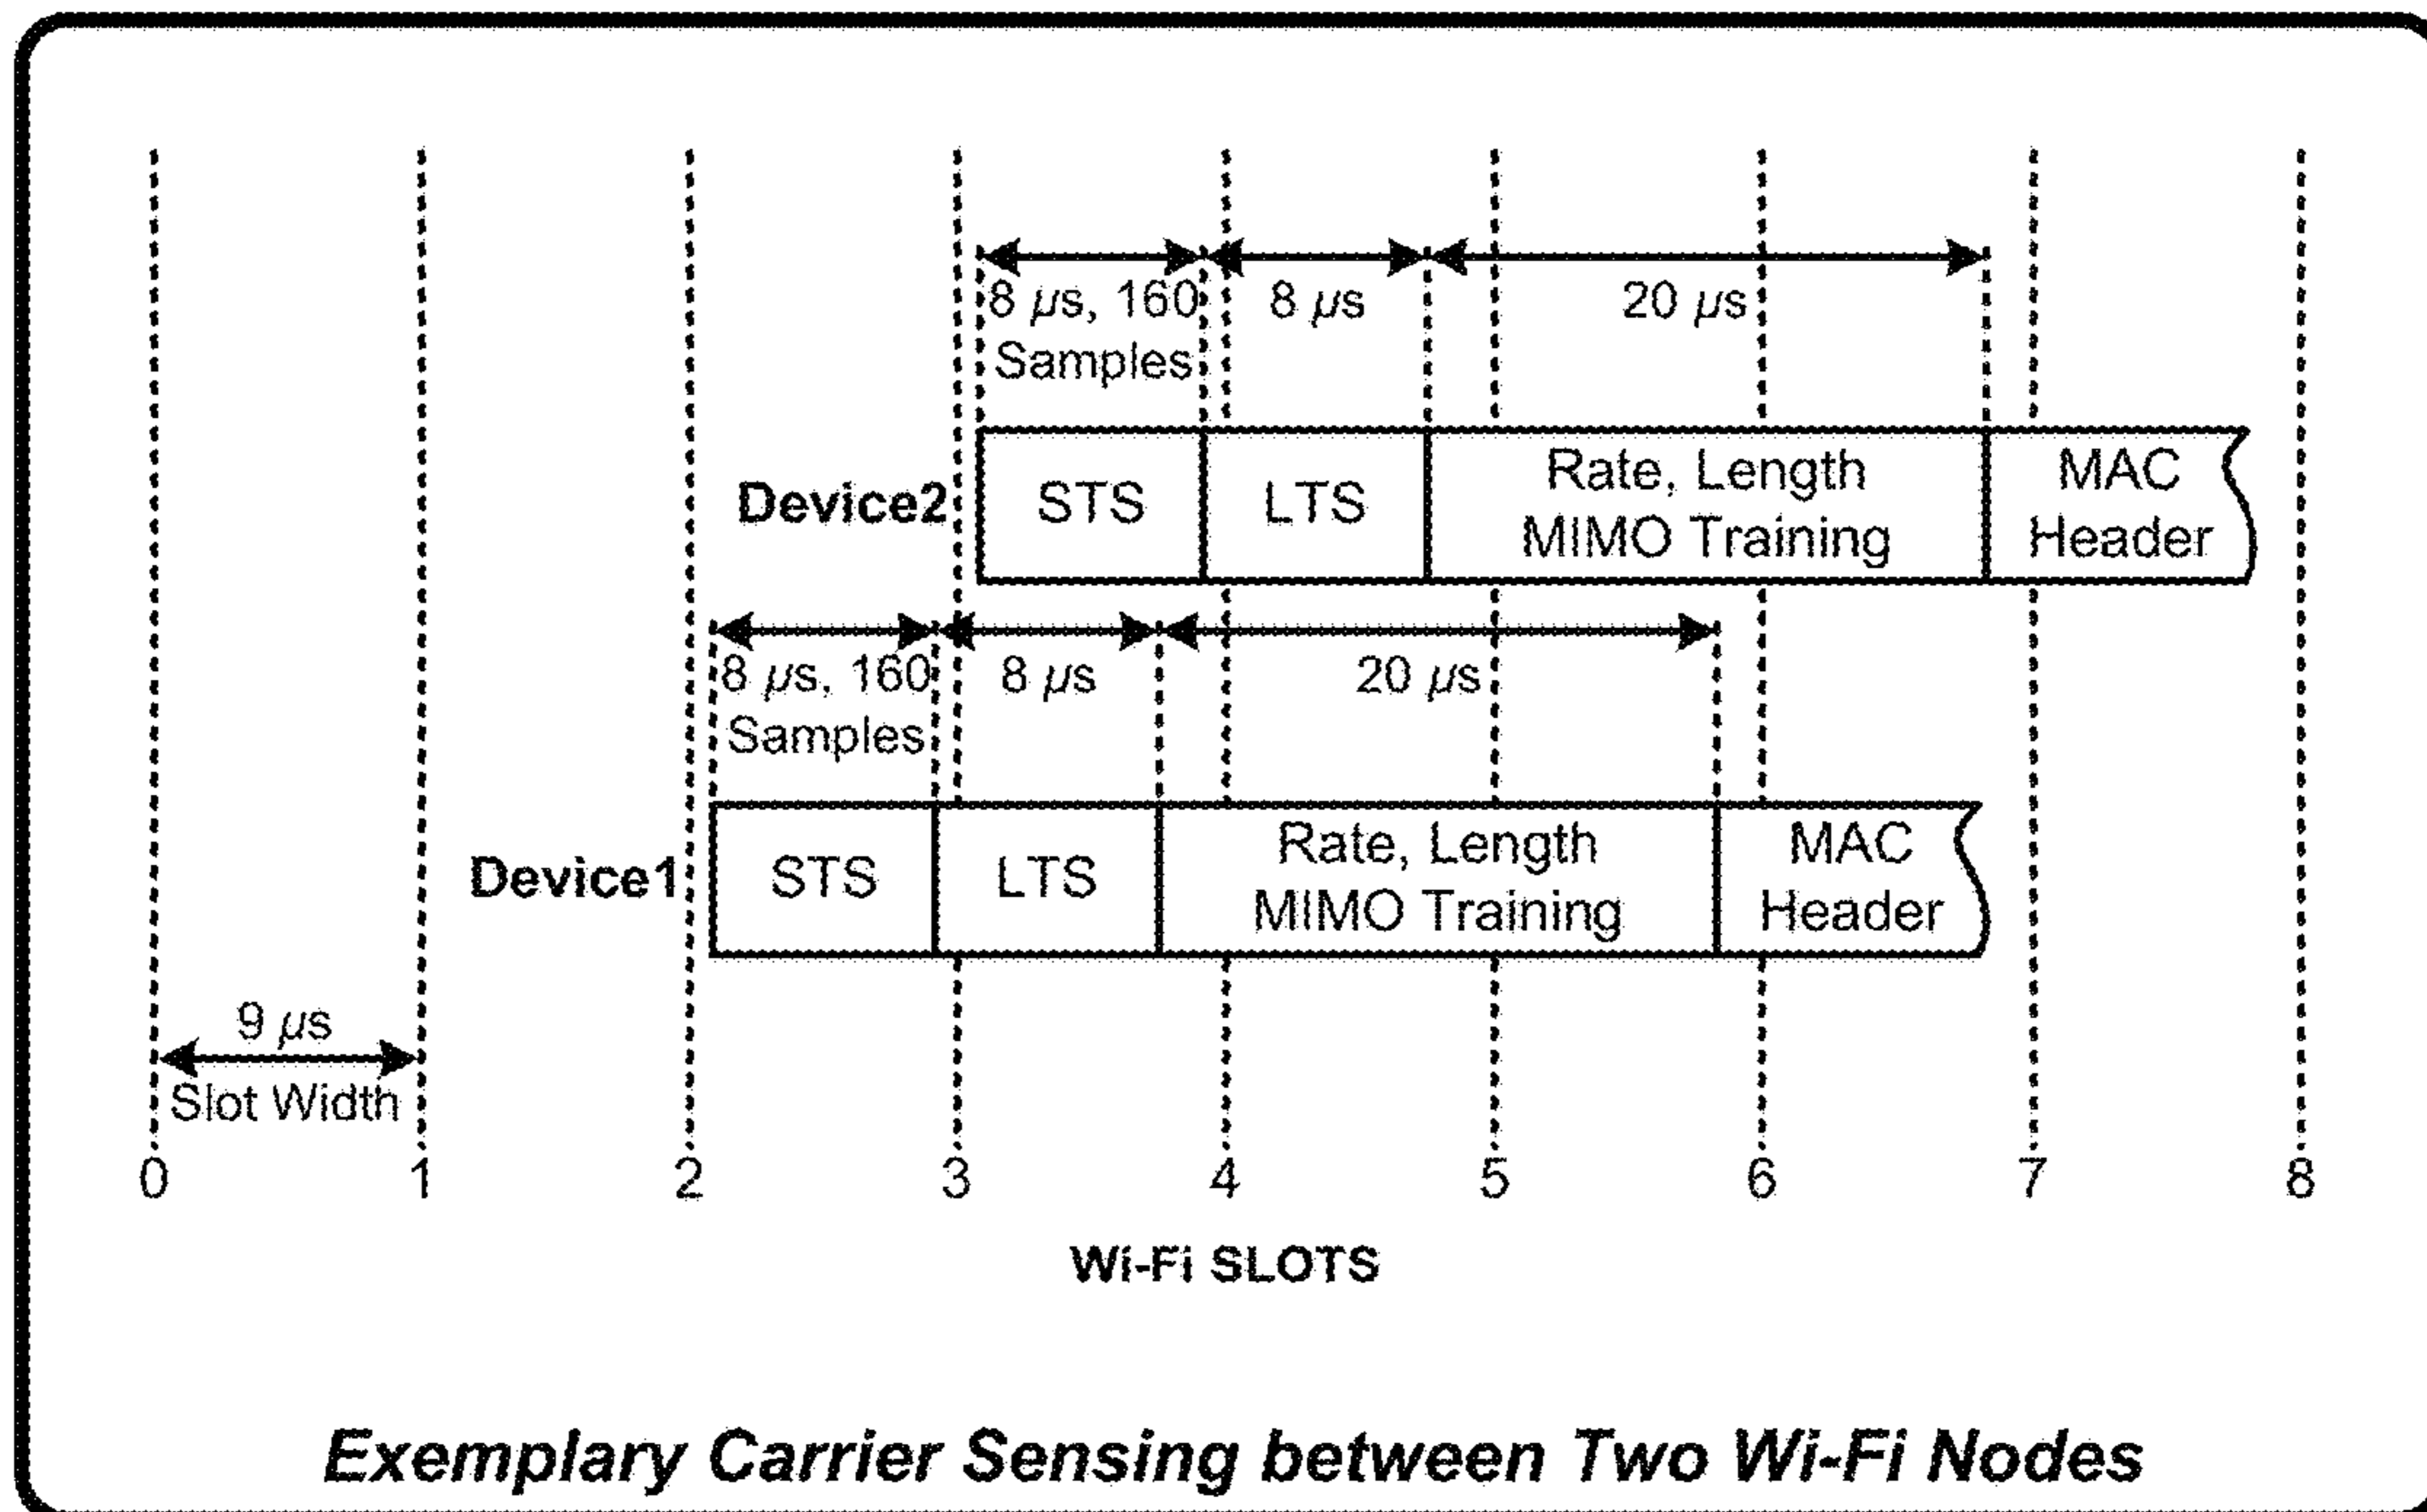 8 μs, 160 Samples
8 μs
20 μs
Device2
STS
LTS
Rate, Length
MIMO Training
MAC
Header
8 μs, 160 Samples
8 μs
20 μs
Device1
STS
LTS
Rate, Length
MIMO Training
MAC
Header
9 μs
Slot Width
0 1 2 3 4 5 6 7 8
Wi-Fi SLOTS
Exemplary Carrier Sensing between Two Wi-Fi Nodes